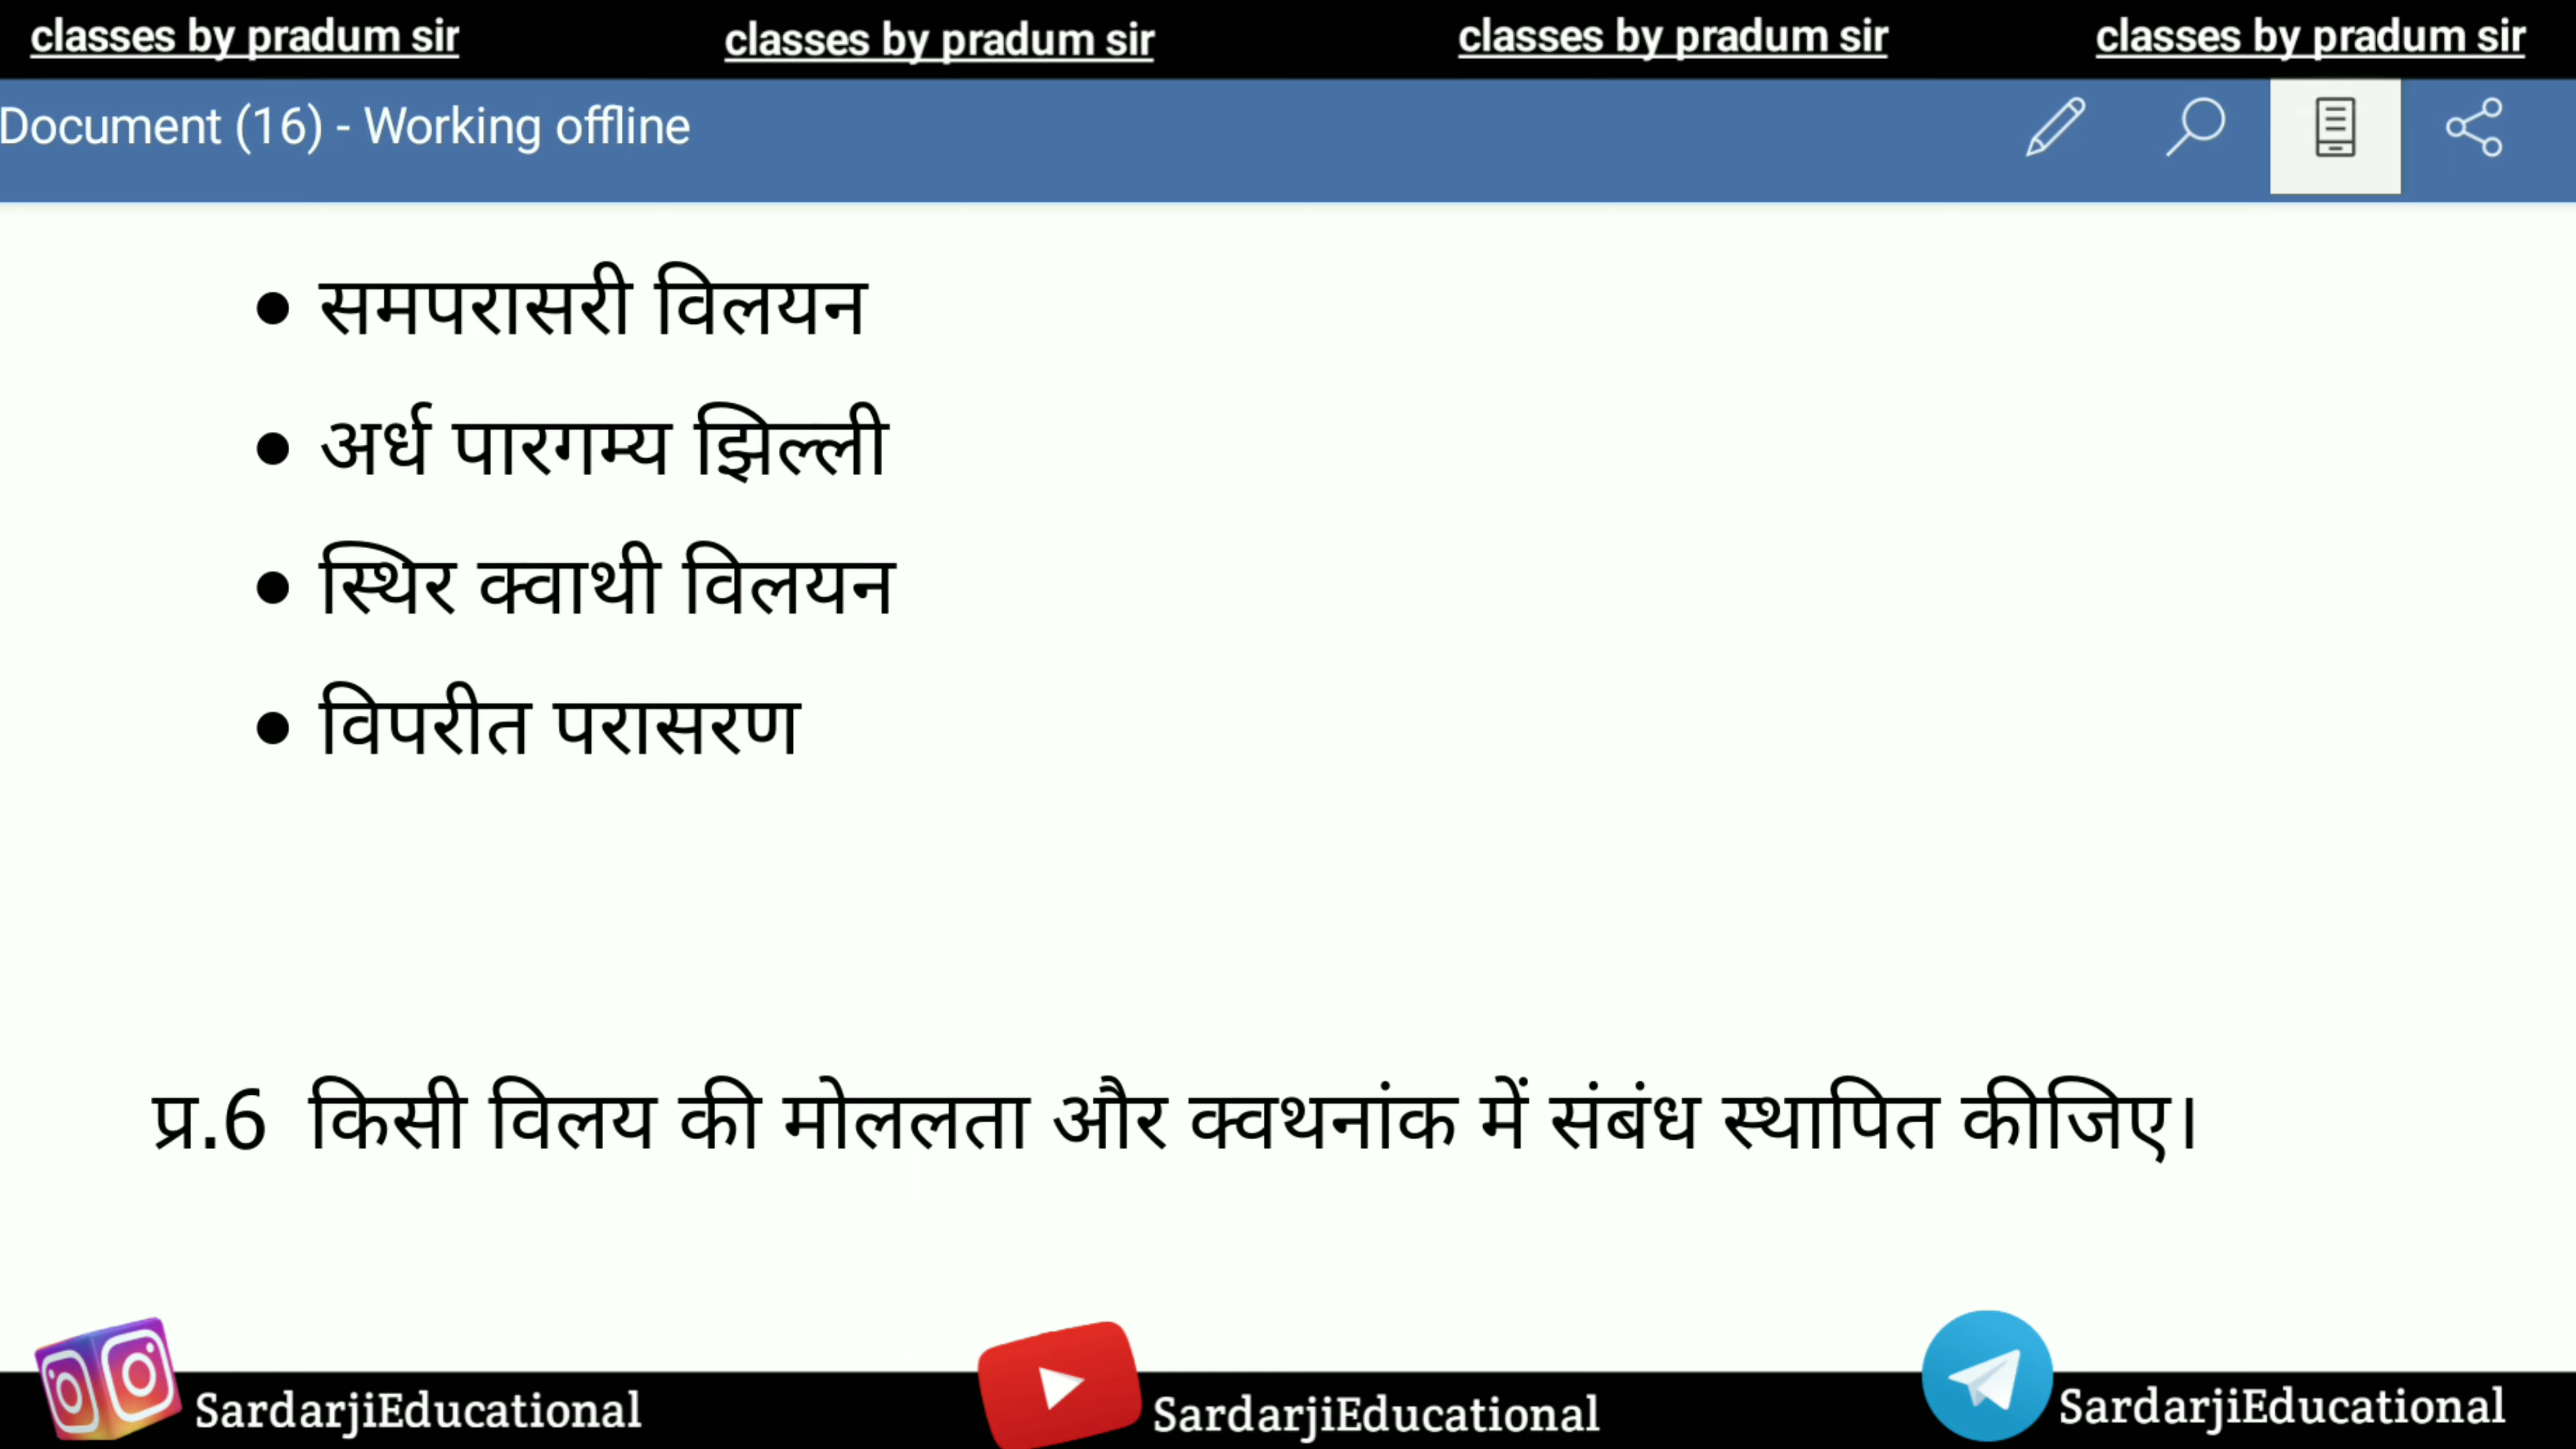 classes by pradum sir classes by pradum sir classes by pradum sir classes by pradum sir
Document (16) - Working offline
• समपरासरी विलयन
• अर्ध पारगम्य झिल्ली
• स्थिर क्वाथी विलयन
• विपरीत परासरण
प्र.6 किसी विलय की मोललता और क्वथनांक में संबंध स्थापित कीजिए।
SardarjiEducational SardarjiEducational SardarjiEducational